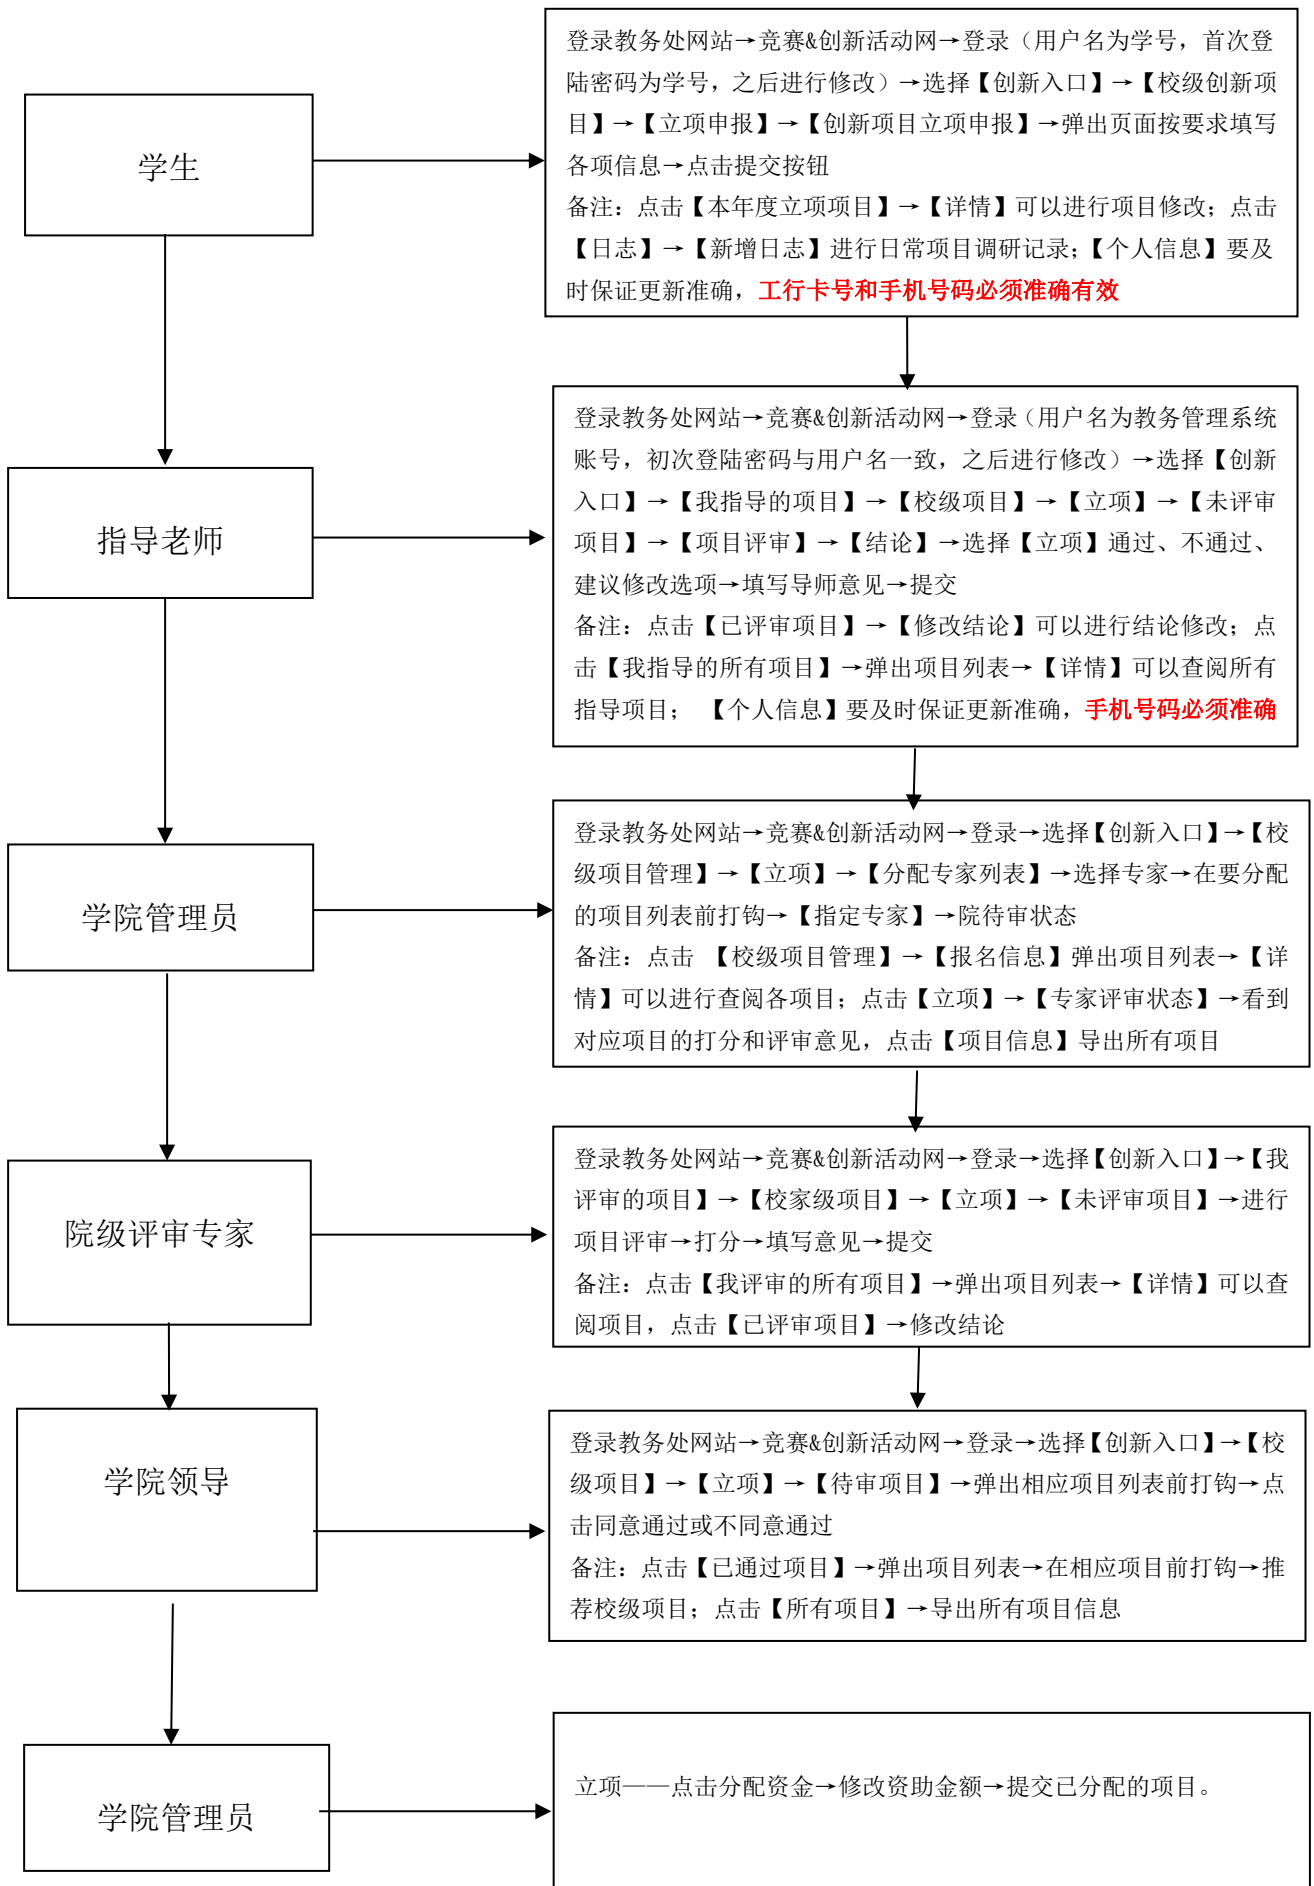 学生
登录教务处网站→竞赛&创新活动网→登录（用户名为学号，首次登
陆密码为学号，之后进行修改）→选择【创新入口】→【校级创新项
目】→【立项申报】→【创新项目立项申报】→弹出页面按要求填写
各项信息→点击提交按钮
备注：点击【本年度立项项目】→【详情】可以进行项目修改；点击
【日志】→【新增日志】进行日常项目调研记录；【个人信息】要及
时保证更新准确，工行卡号和手机号码必须准确有效
指导老师
登录教务处网站→竞赛&创新活动网→登录（用户名为教务管理系统
账号，初次登陆密码与用户名一致，之后进行修改）→选择【创新
入口】→【我指导的项目】→【校级项目】→【立项】→【未评审
项目】→【项目评审】→【结论】→选择【立项】通过、不通过、
建议修改选项→填写导师意见→提交
备注：点击【已评审项目】→【修改结论】可以进行结论修改；点
击【我指导的所有项目】→弹出项目列表→【详情】可以查阅所有
指导项目； 【个人信息】要及时保证更新准确，手机号码必须准确
学院管理员
登录教务处网站→竞赛&创新活动网→登录→选择【创新入口】→【校
级项目管理】→【立项】→【分配专家列表】→选择专家→在要分配
的项目列表前打钩→【指定专家】→院待审状态
备注：点击 【校级项目管理】→【报名信息】弹出项目列表→【详
情】可以进行查阅各项目；点击【立项】→【专家评审状态】→看到
对应项目的打分和评审意见，点击【项目信息】导出所有项目
院级评审专家
登录教务处网站→竞赛&创新活动网→登录→选择【创新入口】→【我
评审的项目】→【校家级项目】→【立项】→【未评审项目】→进行
项目评审→打分→填写意见→提交
备注：点击【我评审的所有项目】→弹出项目列表→【详情】可以查
阅项目，点击【已评审项目】→修改结论
学院领导
登录教务处网站→竞赛&创新活动网→登录→选择【创新入口】→【校
级项目】→【立项】→【待审项目】→弹出相应项目列表前打钩→点
击同意通过或不同意通过
备注：点击【已通过项目】→弹出项目列表→在相应项目前打钩→推
荐校级项目；点击【所有项目】→导出所有项目信息
学院管理员
立项——点击分配资金→修改资助金额→提交已分配的项目。